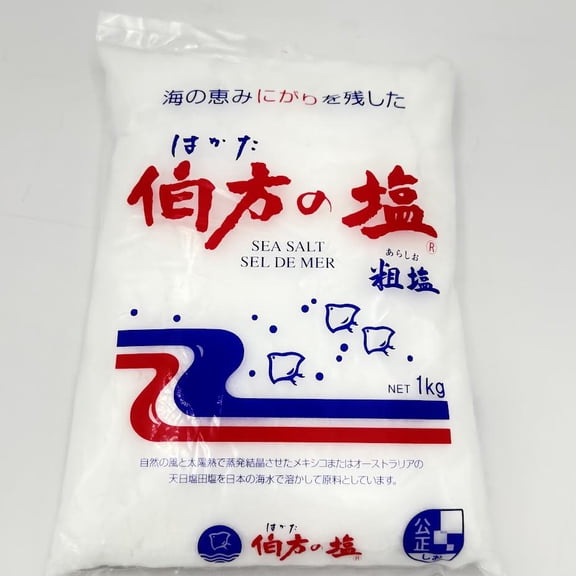 海の恵みにがりを残した
はかた
伯方の塩®
SEA SALT
SEL DE MER
あらしお
粗塩
NET 1kg
自然の風と太陽熱で蒸発結晶させたメキシコまたはオーストラリアの
天日塩田塩を日本の海水で溶かして原料としています。
はかた
伯方の塩®
公正
しお